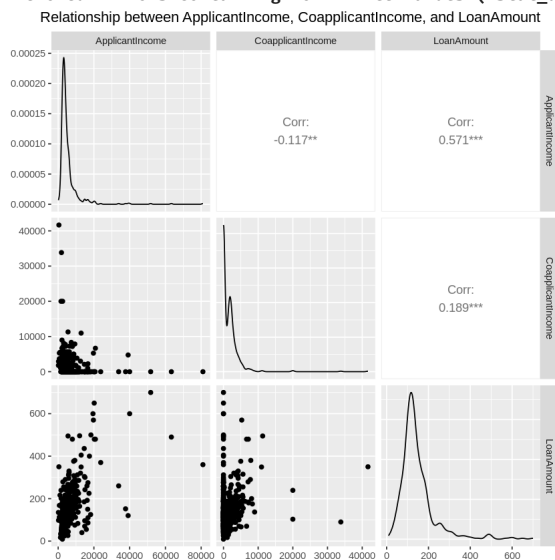 Relationship between ApplicantIncome, CoapplicantIncome, and LoanAmount
ApplicantIncome CoapplicantIncome LoanAmount
0.00025
0.00020
0.00015
0.00010
0.00005
0.00000
Corr:
-0.117**
Corr:
0.571***
ApplicantIncome
40000
30000
20000
10000
0
Corr:
0.189***
CoapplicantIncome
600
400
200
0
LoanAmount
0 20000 40000 60000 80000 0 10000 20000 30000 40000 0 200 400 600